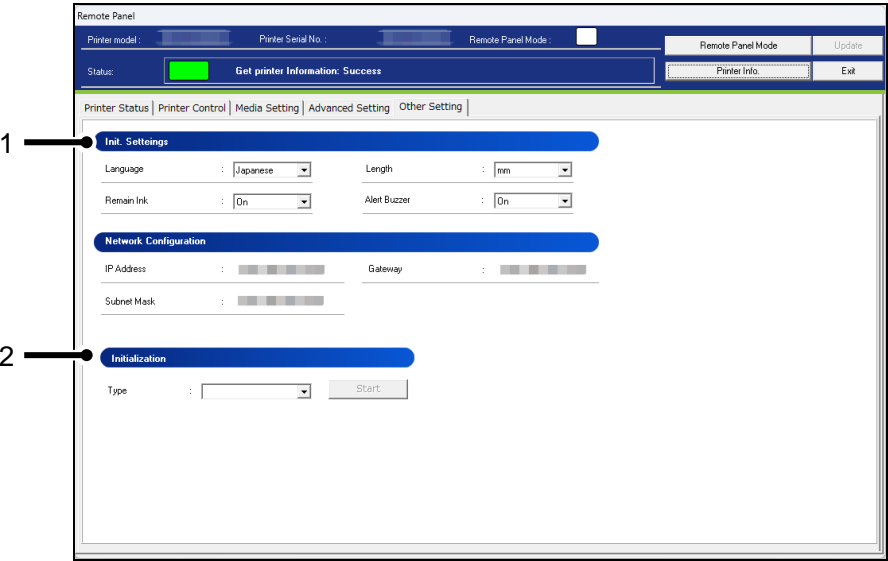 Remote Panel
Printer model : Printer Serial No. : Remote Panel Mode :
Remote Panel Mode Update
Status: Get printer Information: Success
Printer Info. Exit
Printer Status Printer Control Media Setting Advanced Setting Other Setting
1
Init. Setteings
Language : Japanese Length : mm
Remain Ink : On Alert Buzzer : On
Network Configuration
IP Address : Gateway :
Subnet Mask :
2
Initialization
Type : Start